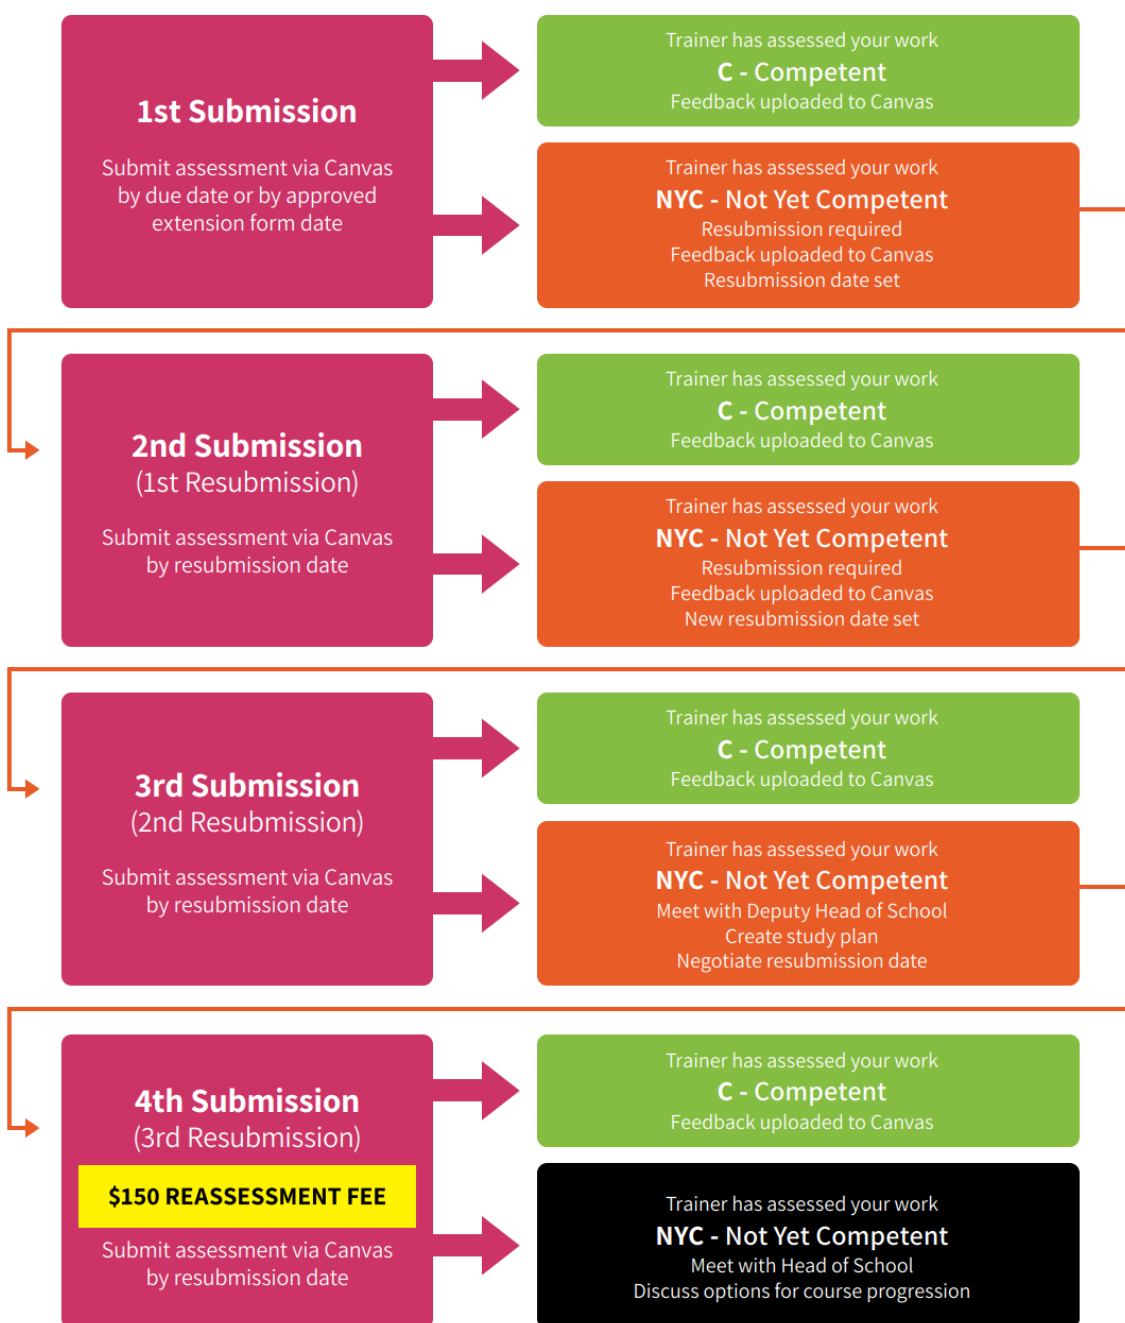 1st Submission
Submit assessment via Canvas
by due date or by approved
extension form date
Trainer has assessed your work
C - Competent
Feedback uploaded to Canvas
Trainer has assessed your work
NYC - Not Yet Competent
Resubmission required
Feedback uploaded to Canvas
Resubmission date set
2nd Submission
(1st Resubmission)
Submit assessment via Canvas
by resubmission date
Trainer has assessed your work
C - Competent
Feedback uploaded to Canvas
Trainer has assessed your work
NYC - Not Yet Competent
Resubmission required
Feedback uploaded to Canvas
New resubmission date set
3rd Submission
(2nd Resubmission)
Submit assessment via Canvas
by resubmission date
Trainer has assessed your work
C - Competent
Feedback uploaded to Canvas
Trainer has assessed your work
NYC - Not Yet Competent
Meet with Deputy Head of School
Create study plan
Negotiate resubmission date
4th Submission
(3rd Resubmission)
$150 REASSESSMENT FEE
Submit assessment via Canvas
by resubmission date
Trainer has assessed your work
C - Competent
Feedback uploaded to Canvas
Trainer has assessed your work
NYC - Not Yet Competent
Meet with Head of School
Discuss options for course progression